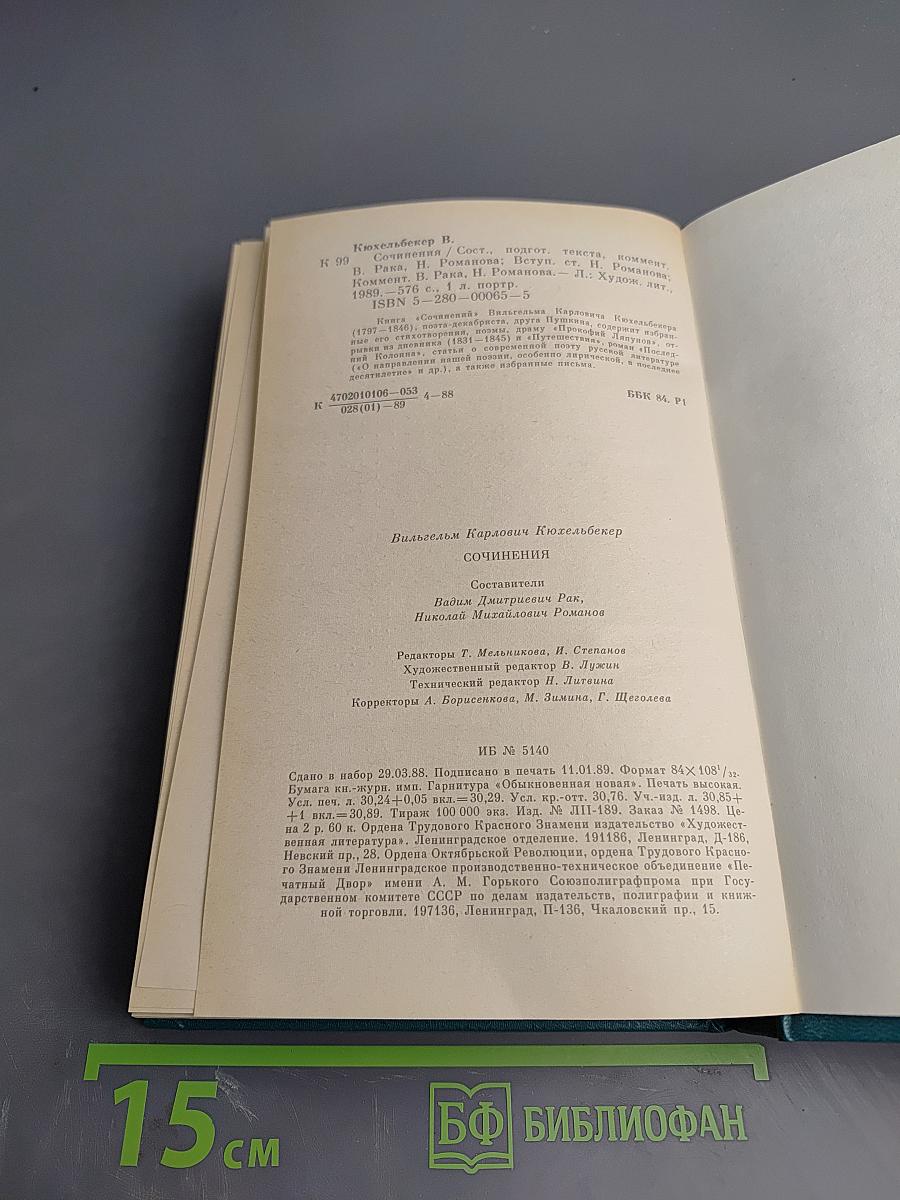 Кюхельбекер В.
К 99 Сочинения / Сост., подгот. текста, коммент.
В. Рака, Н. Романова; Вступ. ст. Н. Романова;
Коммент. В. Рака, Н. Романова.— Л.: Худож. лит.,
1989.—576 с., 1 л. портр.
ISBN 5—280—00065—5
Книга «Сочинений» Вильгельма Карловича Кюхельбекера
(1797—1846), поэта-декабриста, друга Пушкина, содержит избран-
ные его стихотворения, поэмы, драму «Прокофий Ляпунов», от-
рывки из дневника (1831—1845) и «Путешествия», роман «Послед-
ний Колонна», статьи о современной поэту русской литературе
(«О направлении нашей поэзии, особенно лирической, в последнее
десятилетие» и др.), а также избранные письма.
К 4702010106—053 4—88 ББК 84. Р1
028(01)—89
Вильгельм Карлович Кюхельбекер
СОЧИНЕНИЯ
Составители
Вадим Дмитриевич Рак,
Николай Михайлович Романов
Редакторы Т. Мельникова, И. Степанов
Художественный редактор В. Лужин
Технический редактор Н. Литвина
Корректоры А. Борисенкова, М. Зимина, Г. Щеголева
ИБ № 5140
Сдано в набор 29.03.88. Подписано в печать 11.01.89. Формат 84×108¹/₃₂.
Бумага кн.-журн. имп. Гарнитура «Обыкновенная новая». Печать высокая.
Усл. печ. л. 30,24+0,05 вкл.=30,29. Усл. кр.-отт. 30,76. Уч.-изд. л. 30,85+
+1 вкл.=30,89. Тираж 100 000 экз. Изд. № ЛП-189. Заказ № 1498. Це-
на 2 р. 60 к. Ордена Трудового Красного Знамени издательство «Художест-
венная литература». Ленинградское отделение. 191186, Ленинград, Д-186,
Невский пр., 28. Ордена Октябрьской Революции, ордена Трудового Красно-
го Знамени Ленинградское производственно-техническое объединение «Пе-
чатный Двор» имени А. М. Горького Союзполиграфпрома при Госу-
дарственном комитете СССР по делам издательств, полиграфии и книж-
ной торговли. 197136, Ленинград, П-136, Чкаловский пр., 15.
15 см БФ БИБЛИОФАН